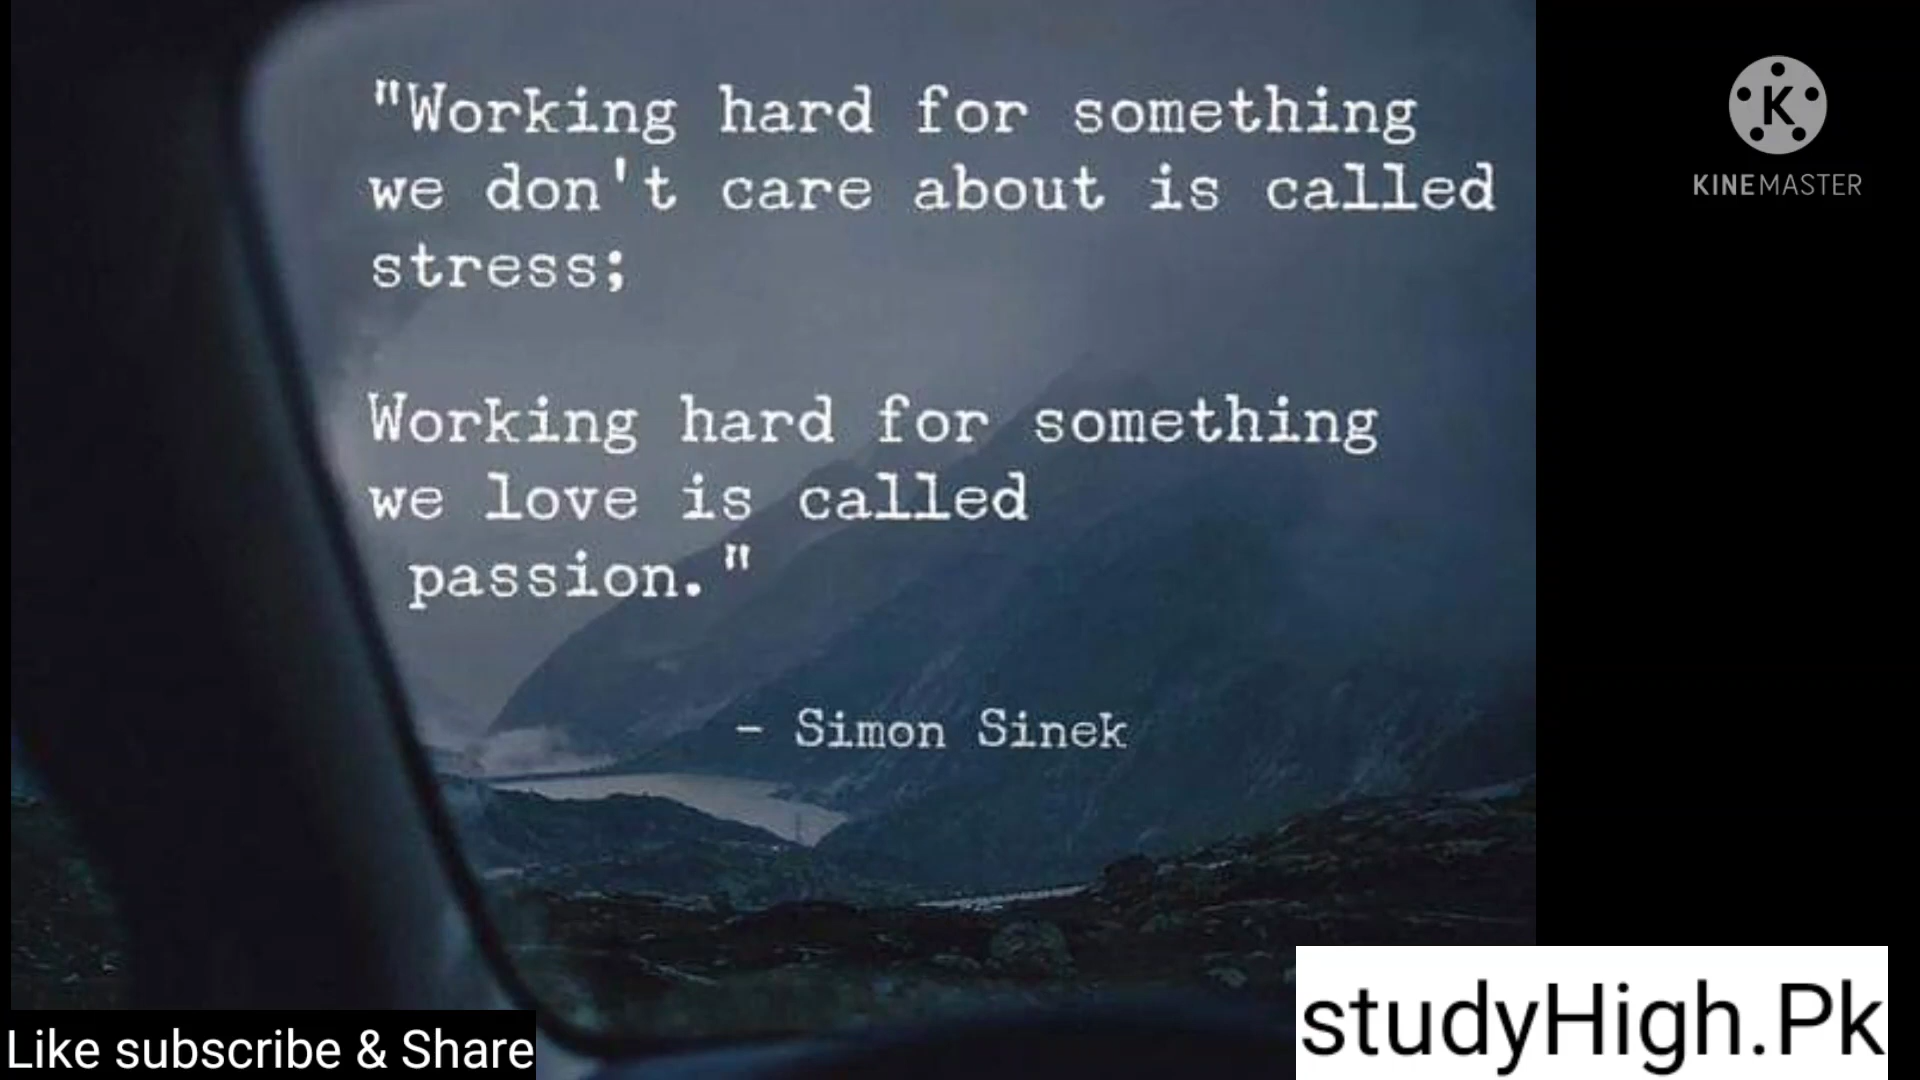 "Working hard for something
we don't care about is called
stress;
Working hard for something
we love is called
passion."
- Simon Sinek
K
KINEMASTER
Like subscribe & Share
studyHigh.Pk